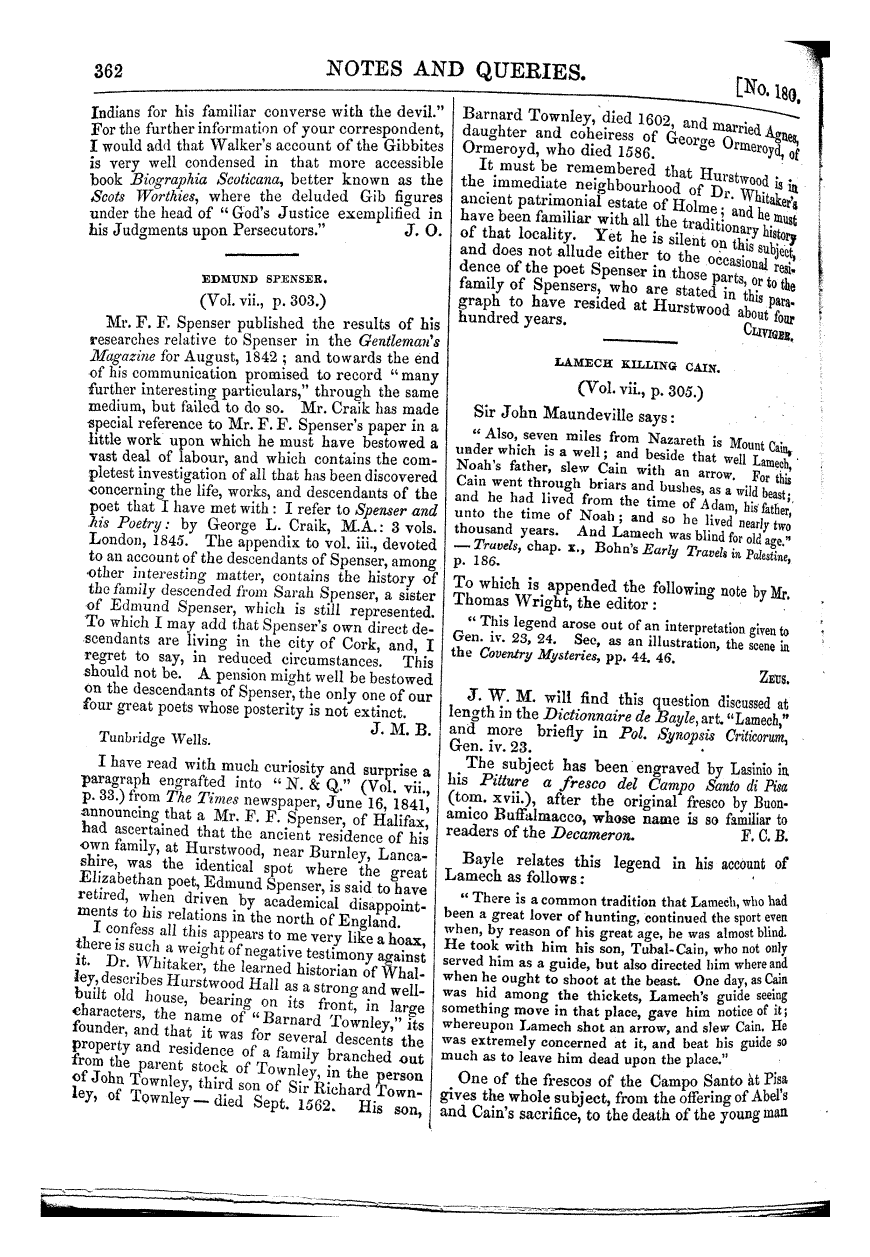 362
NOTES AND QUERIES.
[No. 180.
Indians for his familiar converse with the devil."
For the further information of your correspondent,
I would add that Walker's account of the Gibbites
is very well condensed in that more accessible
book Biographia Scoticana, better known as the
Scots Worthies, where the deluded Gib figures
under the head of "God's Justice exemplified in
his Judgments upon Persecutors." J. O.
EDMUND SPENSER.
(Vol. vii., p. 303.)
Mr. F. F. Spenser published the results of his
researches relative to Spenser in the Gentleman's
Magazine for August, 1842; and towards the end
of his communication promised to record "many
further interesting particulars," through the same
medium, but failed to do so. Mr. Craik has made
special reference to Mr. F. F. Spenser's paper in a
little work upon which he must have bestowed a
vast deal of labour, and which contains the com-
pletest investigation of all that has been discovered
concerning the life, works, and descendants of the
poet that I have met with: I refer to Spenser and
his Poetry: by George L. Craik, M.A.: 3 vols.
London, 1845. The appendix to vol. iii., devoted
to an account of the descendants of Spenser, among
other interesting matter, contains the history of
the family descended from Sarah Spenser, a sister
of Edmund Spenser, which is still represented.
To which I may add that Spenser's own direct de-
scendants are living in the city of Cork, and, I
regret to say, in reduced circumstances. This
should not be. A pension might well be bestowed
on the descendants of Spenser, the only one of our
four great poets whose posterity is not extinct.
J. M. B.
Tunbridge Wells.
I have read with much curiosity and surprise a
paragraph engrafted into "N. & Q." (Vol. vii.,
p. 33.) from The Times newspaper, June 16, 1841,
announcing that a Mr. F. F. Spenser, of Halifax,
had ascertained that the ancient residence of his
own family, at Hurstwood, near Burnley, Lanca-
shire, was the identical spot where the great
Elizabethan poet, Edmund Spenser, is said to have
retired, when driven by academical disappoint-
ments to his relations in the north of England.
I confess all this appears to me very like a hoax,
there is such a weight of negative testimony against
it. Dr. Whitaker, the learned historian of Whal-
ley, describes Hurstwood Hall as a strong and well-
built old house, bearing on its front, in large
characters, the name of "Barnard Townley," its
founder, and that it was for several descents the
property and residence of a family branched out
from the parent stock of Townley, in the person
of John Townley, third son of Sir Richard Town-
ley, of Townley — died Sept. 1562. His son,
Barnard Townley, died 1602, and married Agnes,
daughter and coheiress of George Ormeroyd, of
Ormeroyd, who died 1586.
It must be remembered that Hurstwood is in
the immediate neighbourhood of Dr. Whitaker's
ancient patrimonial estate of Holme; and he must
have been familiar with all the traditionary history
of that locality. Yet he is silent on this subject,
and does not allude either to the occasional resi-
dence of the poet Spenser in those parts, or to the
family of Spensers, who are stated in this para-
graph to have resided at Hurstwood about four
hundred years. CLIVIGER.
LAMECH KILLING CAIN.
(Vol. vii., p. 305.)
Sir John Maundeville says:
"Also, seven miles from Nazareth is Mount Cain,
under which is a well; and beside that well Lamech,
Noah's father, slew Cain with an arrow. For this
Cain went through briars and bushes, as a wild beast;
and he had lived from the time of Adam, his father,
unto the time of Noah; and so he lived nearly two
thousand years. And Lamech was blind for old age."
— Travels, chap. x., Bohn's Early Travels in Palestine,
p. 186.
To which is appended the following note by Mr.
Thomas Wright, the editor:
"This legend arose out of an interpretation given to
Gen. iv. 23, 24. See, as an illustration, the scene in
the Coventry Mysteries, pp. 44. 46.
ZEUS.
J. W. M. will find this question discussed at
length in the Dictionnaire de Bayle, art. "Lamech,"
and more briefly in Pol. Synopsis Criticorum,
Gen. iv. 23.
The subject has been engraved by Lasinio in
his Pitture a fresco del Campo Santo di Pisa
(tom. xvii.), after the original fresco by Buon-
amico Buffalmacco, whose name is so familiar to
readers of the Decameron. F. C. B.
Bayle relates this legend in his account of
Lamech as follows:
"There is a common tradition that Lamech, who had
been a great lover of hunting, continued the sport even
when, by reason of his great age, he was almost blind.
He took with him his son, Tubal-Cain, who not only
served him as a guide, but also directed him where and
when he ought to shoot at the beast. One day, as Cain
was hid among the thickets, Lamech's guide seeing
something move in that place, gave him notice of it;
whereupon Lamech shot an arrow, and slew Cain. He
was extremely concerned at it, and beat his guide so
much as to leave him dead upon the place."
One of the frescos of the Campo Santo at Pisa
gives the whole subject, from the offering of Abel's
and Cain's sacrifice, to the death of the young man